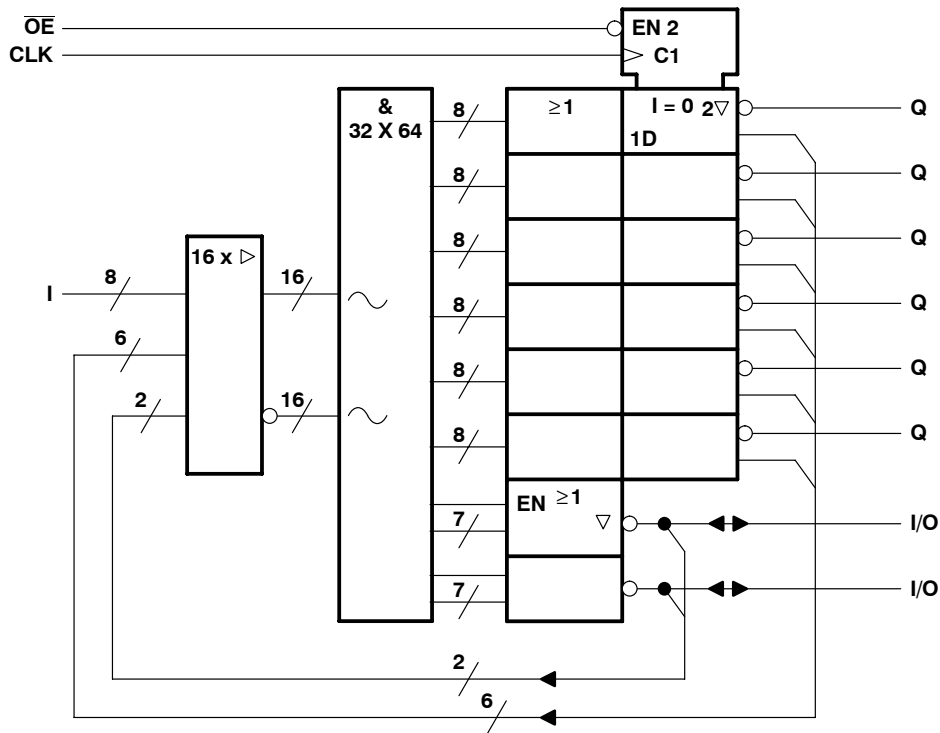 OE EN 2
CLK C1
& 8 ≥1 I = 0 2▽ Q
32 X 64 1D
8 Q
8 Q
16 x ▷
I 8 16 8 Q
6 8 Q
2 16 8 Q
EN ≥1
7 ▽ I/O
7 I/O
2
6